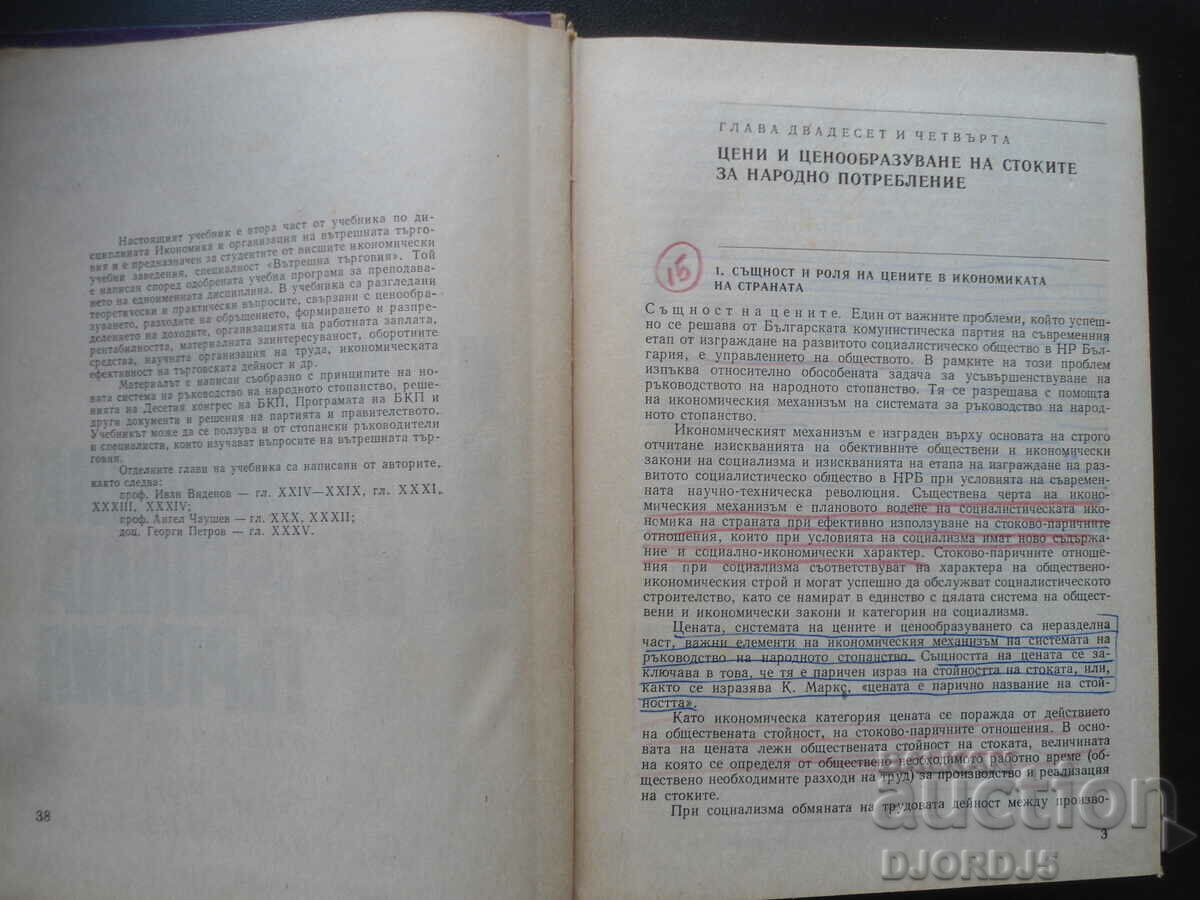 Настоящият учебник е втора част от учебника по ди-
сциплината Икономика и организация на вътрешната търго-
вия и е предназначен за студентите от висшите икономически
учебни заведения, специалност «Вътрешна търговия». Той
е написан според одобрената учебна програма за преподава-
нето на едноименната дисциплина. В учебника са разгледани
теоретически и практически въпросите, свързани с ценообра-
зуването, разходите на обръщението, формирането и разпре-
делението на доходите, организацията на работната заплата,
рентабилността, материалната заинтересуваност, оборотните
средства, научната организация на труда, икономическата
ефективност на търговската дейност и др.
Материалът е написан съобразно с принципите на но-
вата система на ръководство на народното стопанство, реше-
нията на Десетия конгрес на БКП, Програмата на БКП и
други документи и решения на партията и правителството.
Учебникът може да се ползува и от стопански ръководители
и специалисти, които изучават въпросите на вътрешната тър-
говия.
Отделните глави на учебника са написани от авторите,
както следва:
проф. Иван Виденов — гл. XXIV—XXIX, гл. XXXI,
XXXIII, XXXIV;
проф. Ангел Чаушев — гл. XXX, XXXII;
доц. Георги Петров — гл. XXXV.
38
ГЛАВА ДВАДЕСЕТ И ЧЕТВЪРТА
ЦЕНИ И ЦЕНООБРАЗУВАНЕ НА СТОКИТЕ
ЗА НАРОДНО ПОТРЕБЛЕНИЕ
15
1. СЪЩНОСТ И РОЛЯ НА ЦЕНИТЕ В ИКОНОМИКАТА
НА СТРАНАТА
Същност на цените. Един от важните проблеми, който успеш-
но се решава от Българската комунистическа партия на съвременния
етап от изграждане на развитото социалистическо общество в НР Бъл-
гария, е управлението на обществото. В рамките на този проблем
изпъква относително обособената задача за усъвършенствуване на
ръководството на народното стопанство. Тя се разрешава с помощта
на икономическия механизъм на системата за ръководство на народ-
ното стопанство.
Икономическият механизъм е изграден върху основата на строго
отчитане изискванията на обективните обществени и икономически
закони на социализма и изискванията на етапа на изграждане на раз-
витото социалистическо общество в НРБ при условията на съвремен-
ната научно-техническа революция. Съществена черта на иконо-
мическия механизъм е плановото водене на социалистическата ико-
номика на страната при ефективно използуване на стоково-паричните
отношения, които при условията на социализма имат ново съдържа-
ние и социално-икономически характер. Стоково-паричните отноше-
ния при социализма съответствуват на характера на обществено-
икономическия строй и могат успешно да обслужват социалистическото
строителство, като се намират в единство с цялата система на общест-
вени и икономически закони и категории на социализма.
Цената, системата на цените и ценообразуването са неразделна
част, важни елементи на икономическия механизъм на системата на
ръководство на народното стопанство. Същността на цената се за-
ключава в това, че тя е паричен израз на стойността на стоката, или,
както се изразява К. Маркс, «цената е парично название на стой-
ността».
Като икономическа категория цената се поражда от действието
на обществената стойност, на стоково-паричните отношения. В осно-
вата на цената лежи обществената стойност на стоката, величината
на която се определя от обществено необходимото работно време (об-
ществено необходимите разходи на труд) за производство и реализация
на стоките.
При социализма обмяната на трудовата дейност между произво-
3
BALKAN
auction
DJORDJ5